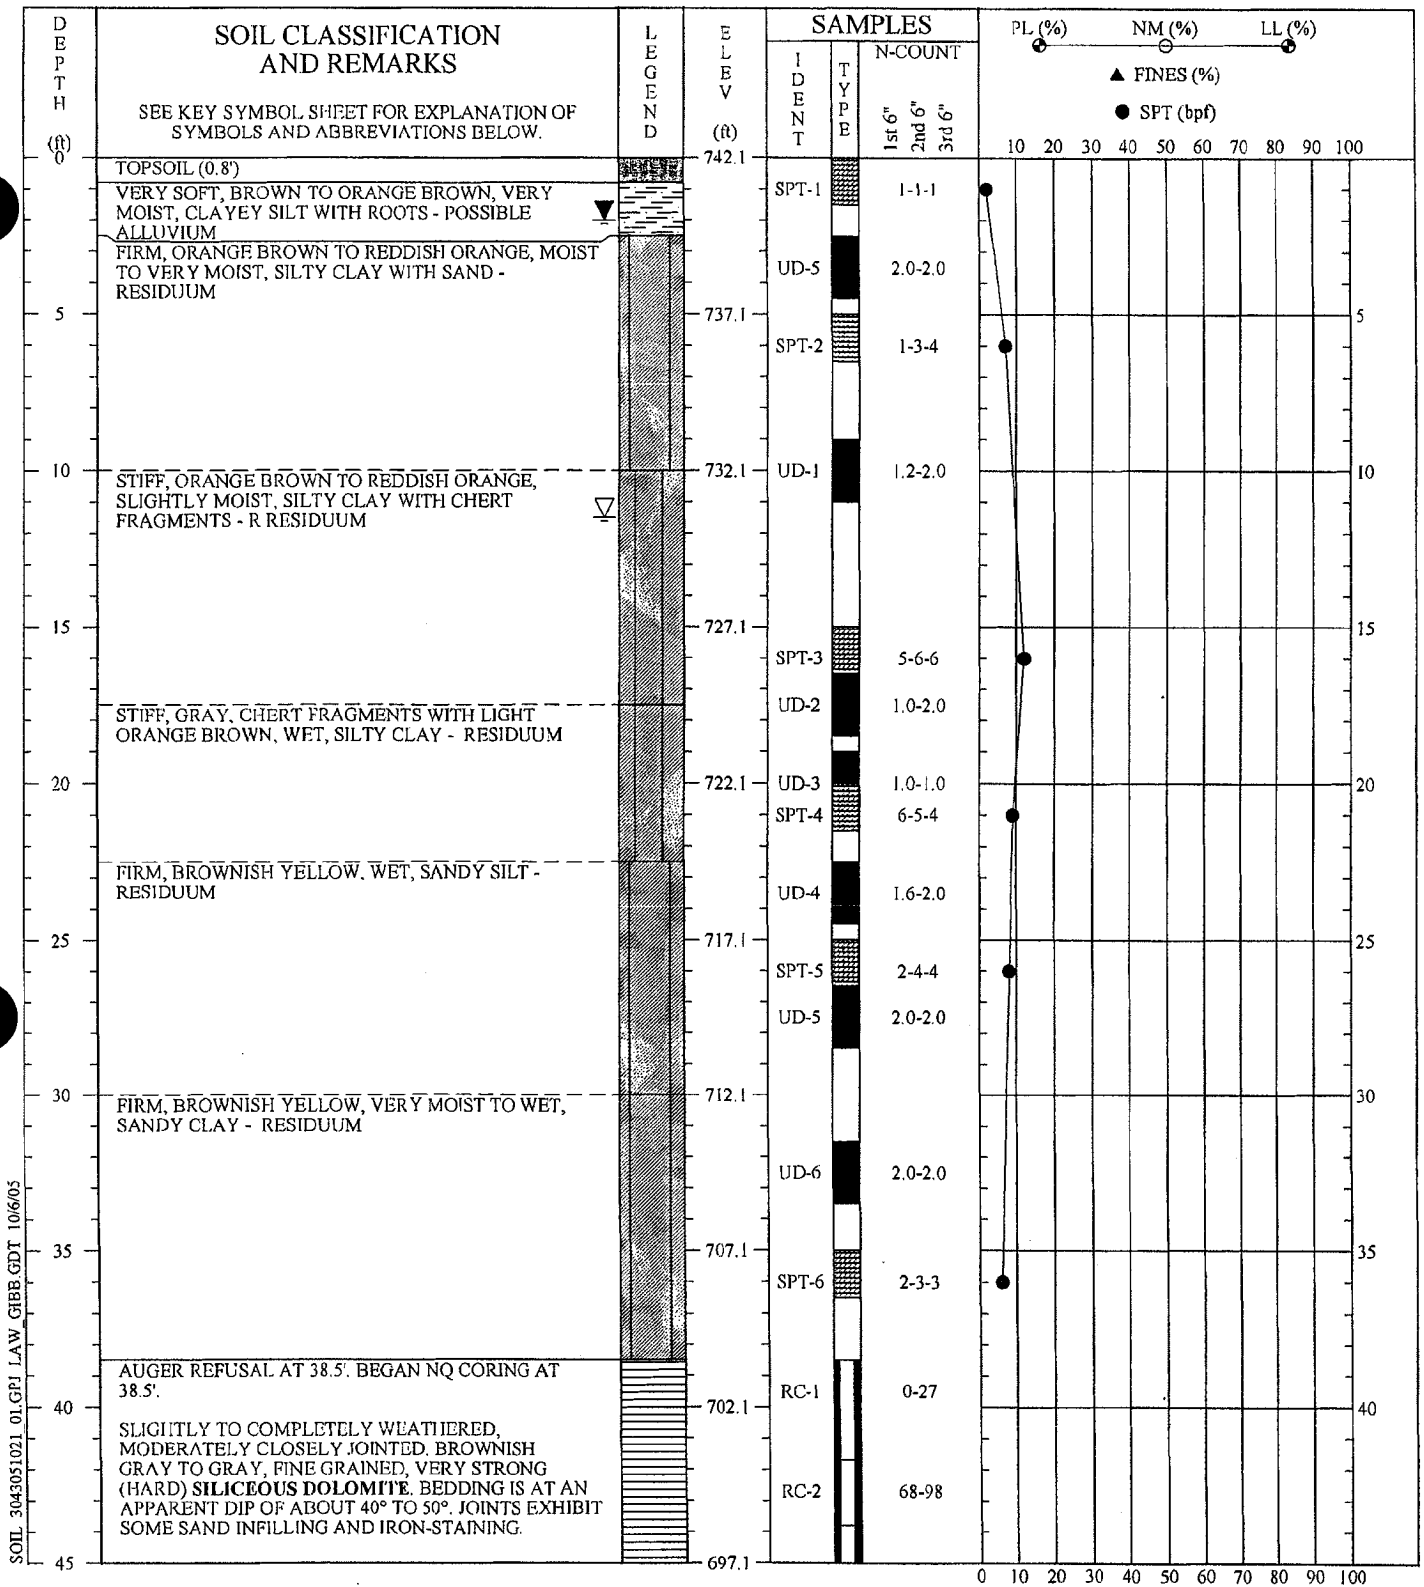 DEPTH (ft)
SOIL CLASSIFICATION
AND REMARKS
SEE KEY SYMBOL SHEET FOR EXPLANATION OF
SYMBOLS AND ABBREVIATIONS BELOW.
LEGEND
ELEV (ft)
SAMPLES
IDENT
TYPE
N-COUNT
1st 6"
2nd 6"
3rd 6"
PL (%) NM (%) LL (%)
▲ FINES (%)
● SPT (bpf)
10 20 30 40 50 60 70 80 90 100
0
TOPSOIL (0.8')
742.1
VERY SOFT, BROWN TO ORANGE BROWN, VERY
MOIST, CLAYEY SILT WITH ROOTS - POSSIBLE
ALLUVIUM
SPT-1 1-1-1
FIRM, ORANGE BROWN TO REDDISH ORANGE, MOIST
TO VERY MOIST, SILTY CLAY WITH SAND -
RESIDUUM
UD-5 2.0-2.0
5 737.1 5
SPT-2 1-3-4
10 732.1 UD-1 1.2-2.0 10
STIFF, ORANGE BROWN TO REDDISH ORANGE,
SLIGHTLY MOIST, SILTY CLAY WITH CHERT
FRAGMENTS - R RESIDUUM
15 727.1 15
SPT-3 5-6-6
UD-2 1.0-2.0
STIFF, GRAY, CHERT FRAGMENTS WITH LIGHT
ORANGE BROWN, WET, SILTY CLAY - RESIDUUM
20 722.1 UD-3 1.0-1.0 20
SPT-4 6-5-4
FIRM, BROWNISH YELLOW, WET, SANDY SILT -
RESIDUUM
UD-4 1.6-2.0
25 717.1 25
SPT-5 2-4-4
UD-5 2.0-2.0
30 712.1 30
FIRM, BROWNISH YELLOW, VERY MOIST TO WET,
SANDY CLAY - RESIDUUM
UD-6 2.0-2.0
35 707.1 35
SPT-6 2-3-3
AUGER REFUSAL AT 38.5'. BEGAN NQ CORING AT
38.5'.
RC-1 0-27
40 702.1 40
SLIGHTLY TO COMPLETELY WEATHERED,
MODERATELY CLOSELY JOINTED, BROWNISH
GRAY TO GRAY, FINE GRAINED, VERY STRONG
(HARD) SILICEOUS DOLOMITE. BEDDING IS AT AN
APPARENT DIP OF ABOUT 40° TO 50°. JOINTS EXHIBIT
SOME SAND INFILLING AND IRON-STAINING.
RC-2 68-98
45 697.1
0 10 20 30 40 50 60 70 80 90 100
SOIL 3043051021_01.GPJ LAW_GIBB.GDT 10/6/05